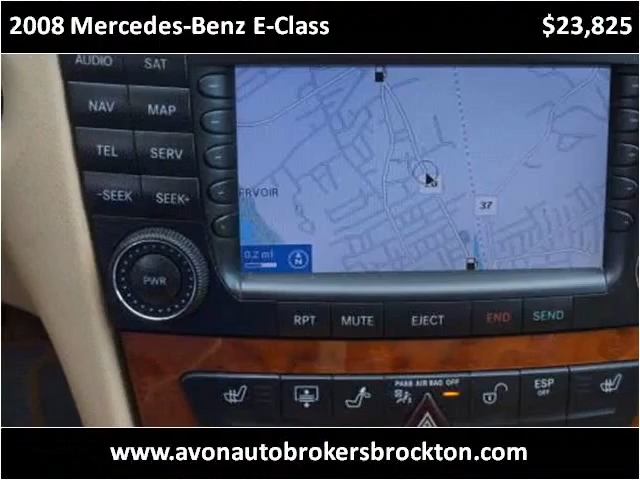 2008 Mercedes-Benz E-Class $23,825
AUDIO SAT
NAV MAP
TEL SERV
-SEEK SEEK+
PWR
RVOIR
28
37
0.2 mi
N
RPT MUTE EJECT END SEND
PASS AIR BAG OFF
ESP
OFF
www.avonautobrokersbrockton.com